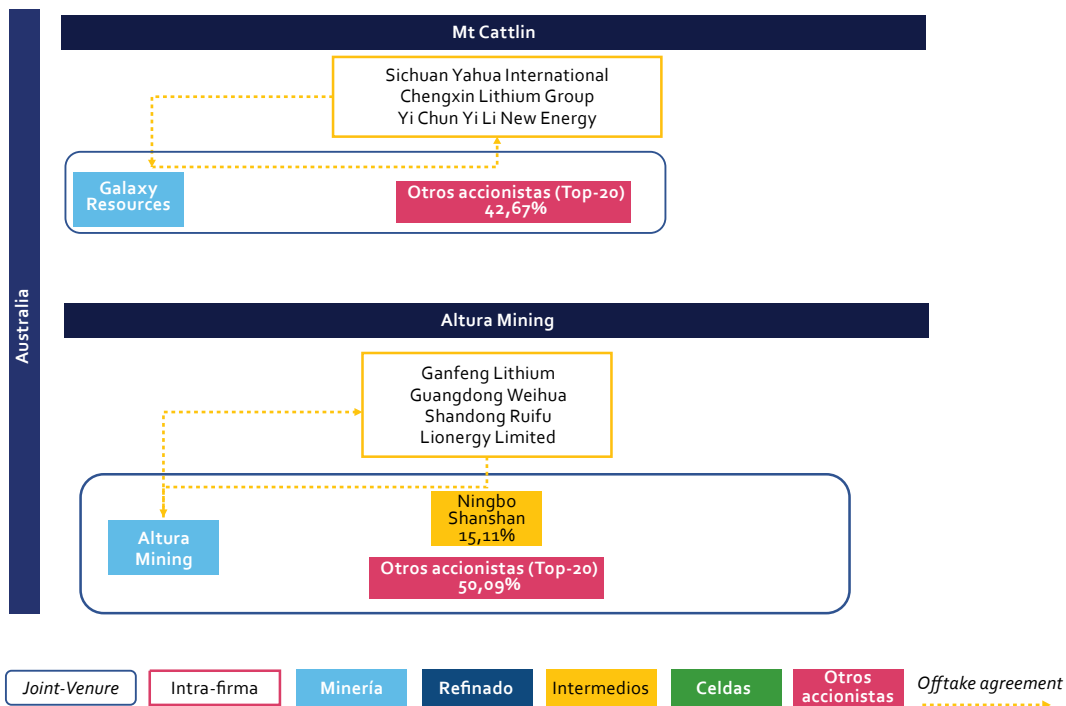 Australia
Mt Cattlin
Sichuan Yahua International
Chengxin Lithium Group
Yi Chun Yi Li New Energy
Galaxy
Resources
Otros accionistas (Top-20)
42,67%
Altura Mining
Ganfeng Lithium
Guangdong Weihua
Shandong Ruifu
Lionergy Limited
Ningbo
Shanshan
15,11%
Altura
Mining
Otros accionistas (Top-20)
50,09%
Joint-Venure
Intra-firma
Minería
Refinado
Intermedios
Celdas
Otros
accionistas
Offtake agreement